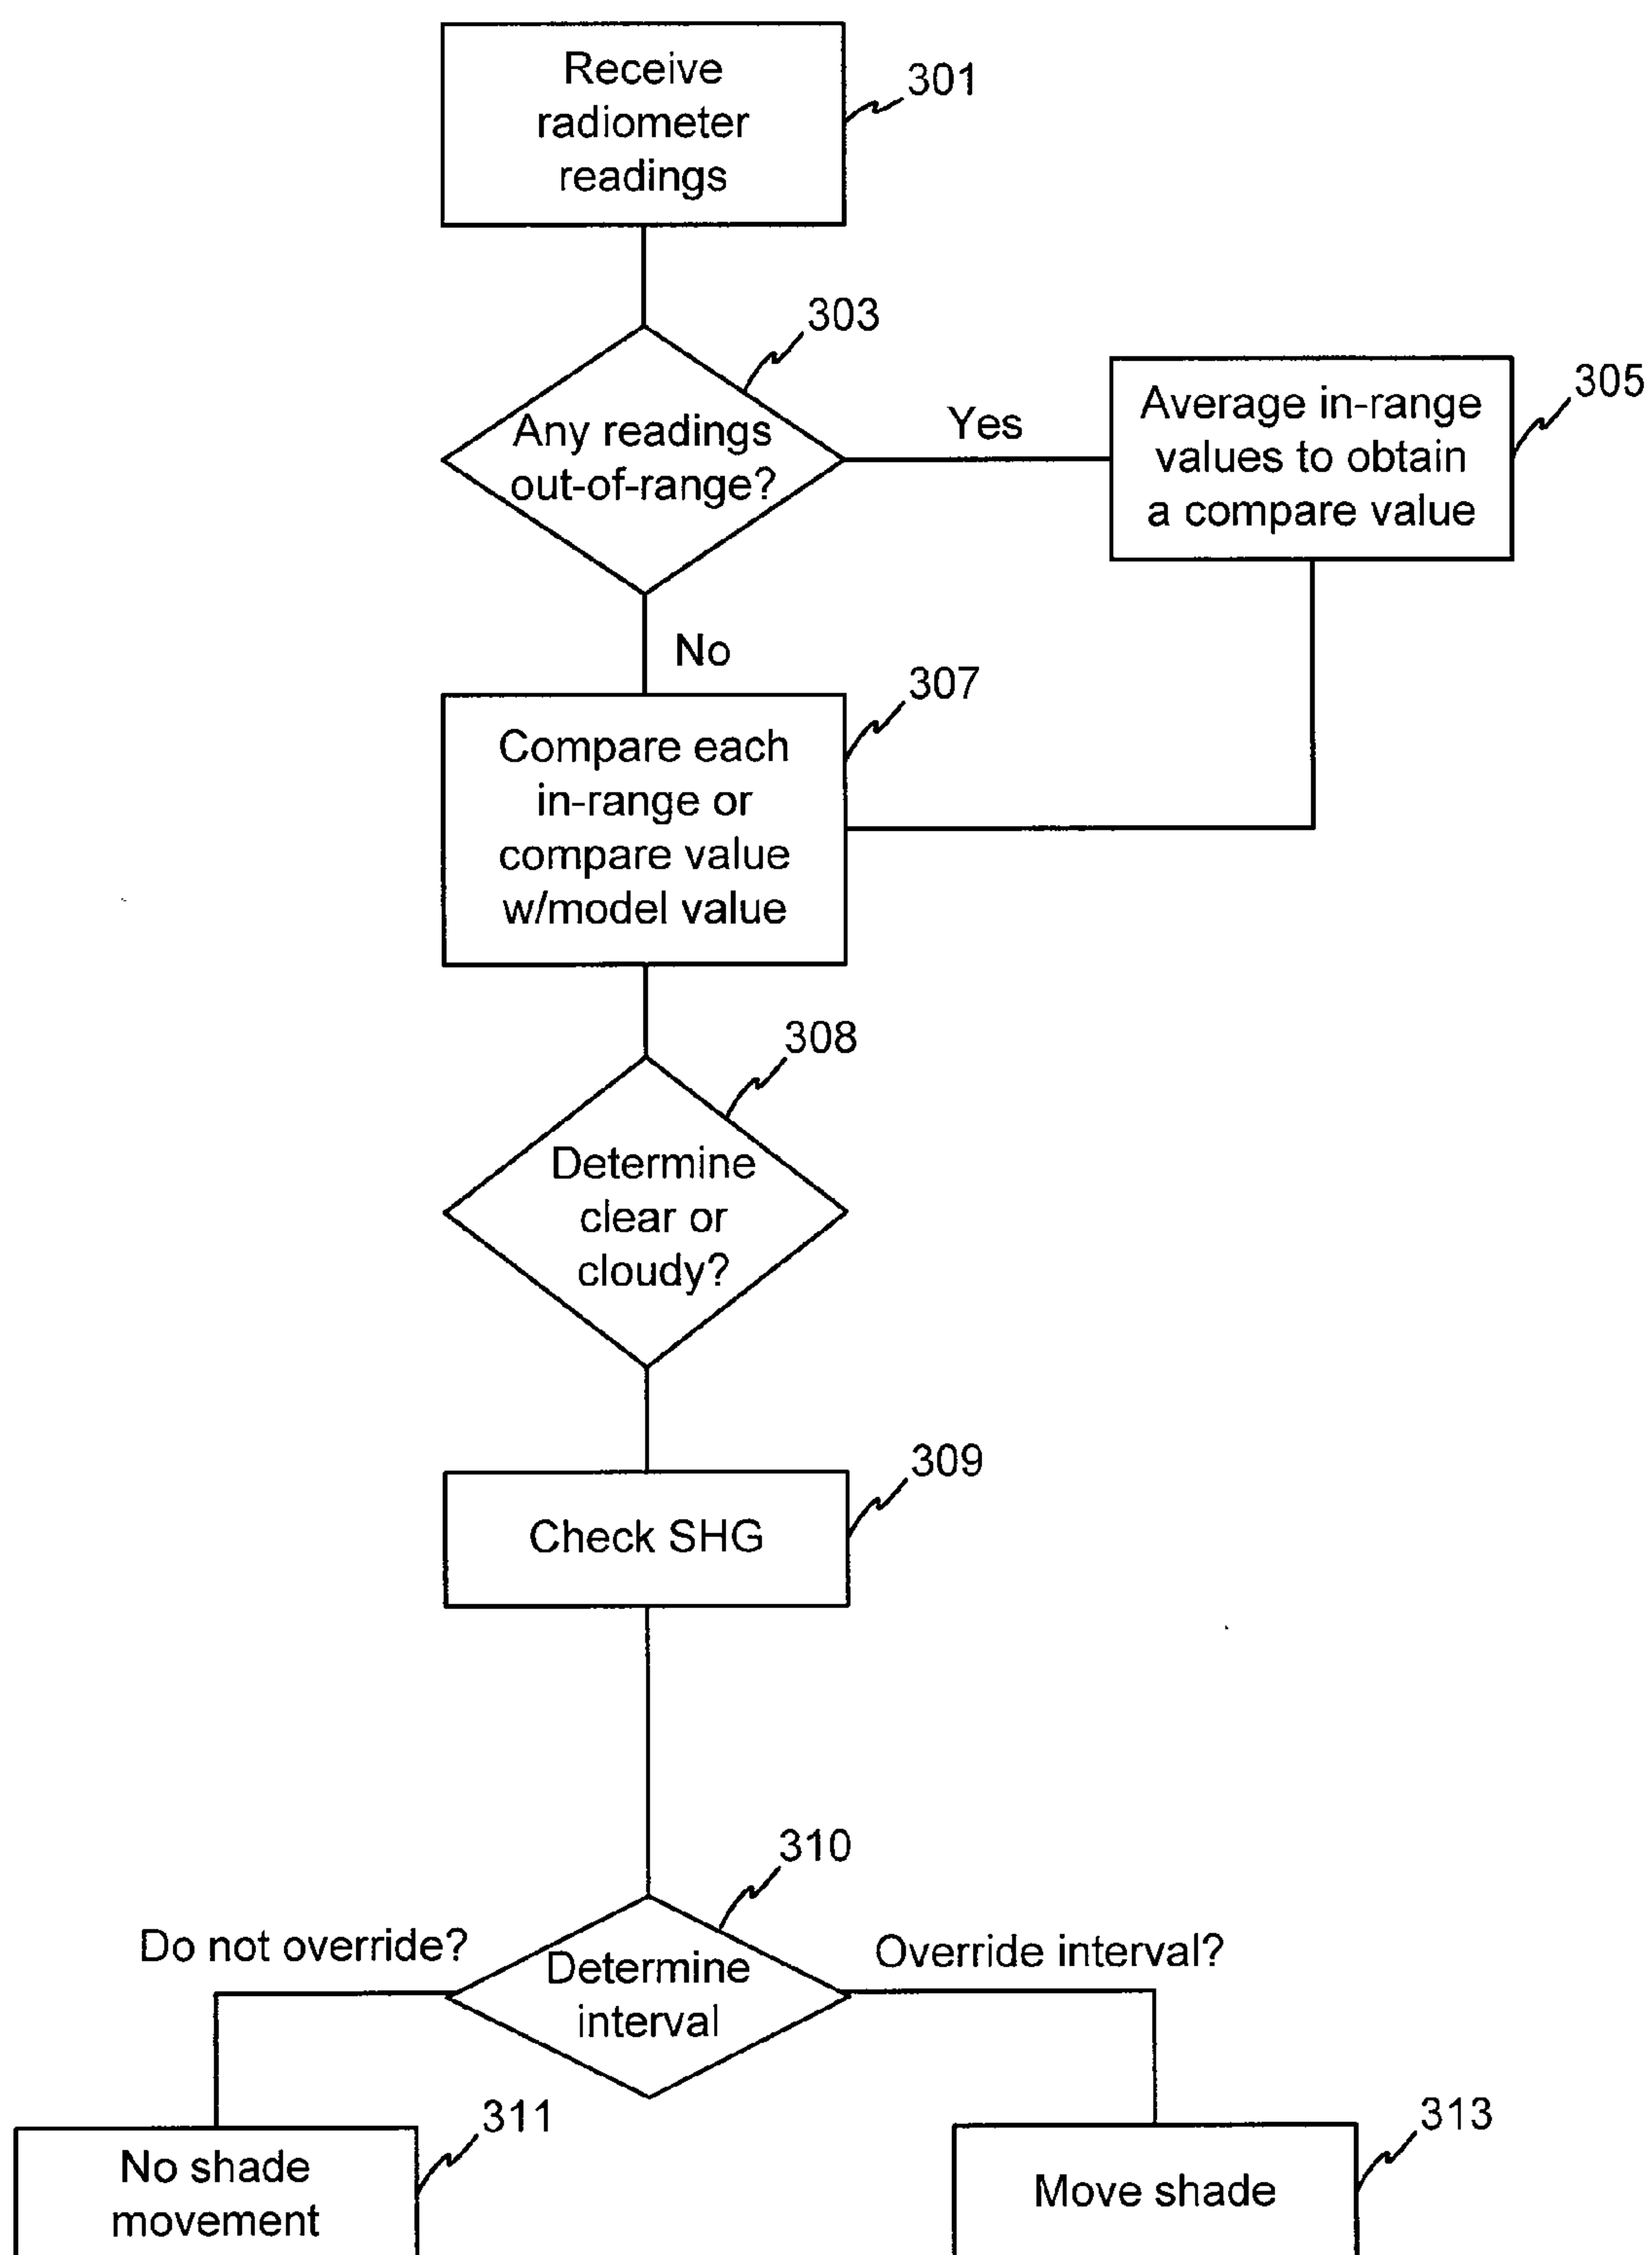 Receive
radiometer
readings
301
303
Any readings
out-of-range?
Yes
Average in-range
values to obtain
a compare value
305
No
307
Compare each
in-range or
compare value
w/model value
308
Determine
clear or
cloudy?
309
Check SHG
310
Do not override?
Determine
interval
Override interval?
311
No shade
movement
313
Move shade